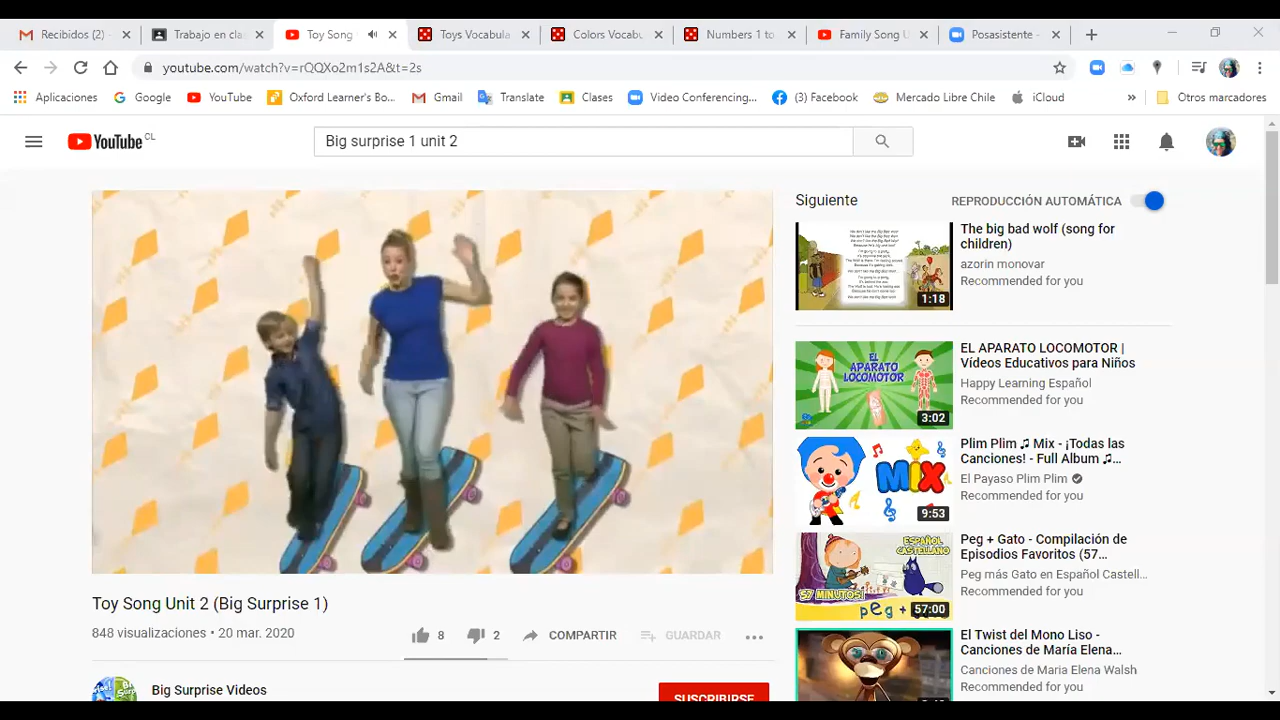 Recibidos (2) -
Trabajo en cla
Toy Song
Toys Vocabula
Colors Vocabu
Numbers 1 to
Family Song U
Posasistente -
youtube.com/watch?v=rQQXo2m1s2A&t=2s
Aplicaciones
Google
YouTube
Oxford Learner's Bo...
Gmail
Translate
Clases
Video Conferencing...
(3) Facebook
Mercado Libre Chile
iCloud
»
Otros marcadores
YouTube CL
Big surprise 1 unit 2
Siguiente
REPRODUCCIÓN AUTOMÁTICA
The big bad wolf (song for
children)
azorin monovar
Recommended for you
1:18
EL APARATO LOCOMOTOR
3:02
EL APARATO LOCOMOTOR |
Vídeos Educativos para Niños
Happy Learning Español
Recommended for you
MIX
9:53
Plim Plim ♫ Mix - ¡Todas las
Canciones! - Full Album ♫...
El Payaso Plim Plim
Recommended for you
ESPAÑOL
CASTELLANO
57 MINUTOS!
peg +
57:00
Peg + Gato - Compilación de
Episodios Favoritos (57...
Peg más Gato en Español Castell...
Recommended for you
El Twist del Mono Liso -
Canciones de María Elena...
Canciones de Maria Elena Walsh
Recommended for you
Toy Song Unit 2 (Big Surprise 1)
848 visualizaciones • 20 mar. 2020
8
2
COMPARTIR
GUARDAR
Big Surprise Videos
SUSCRIBIRSE